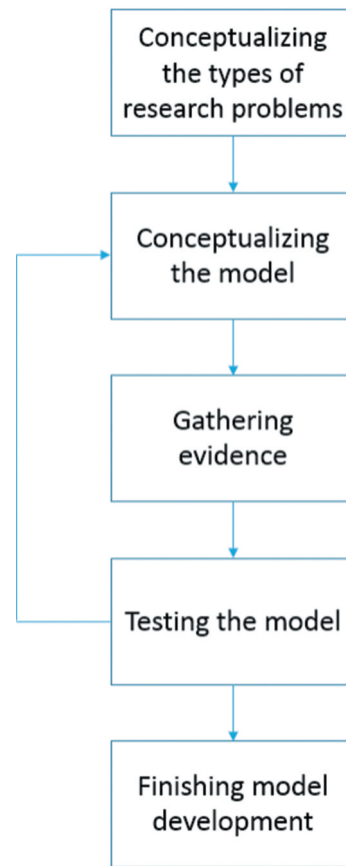 Conceptualizing
the types of
research problems
Conceptualizing
the model
Gathering
evidence
Testing the model
Finishing model
development